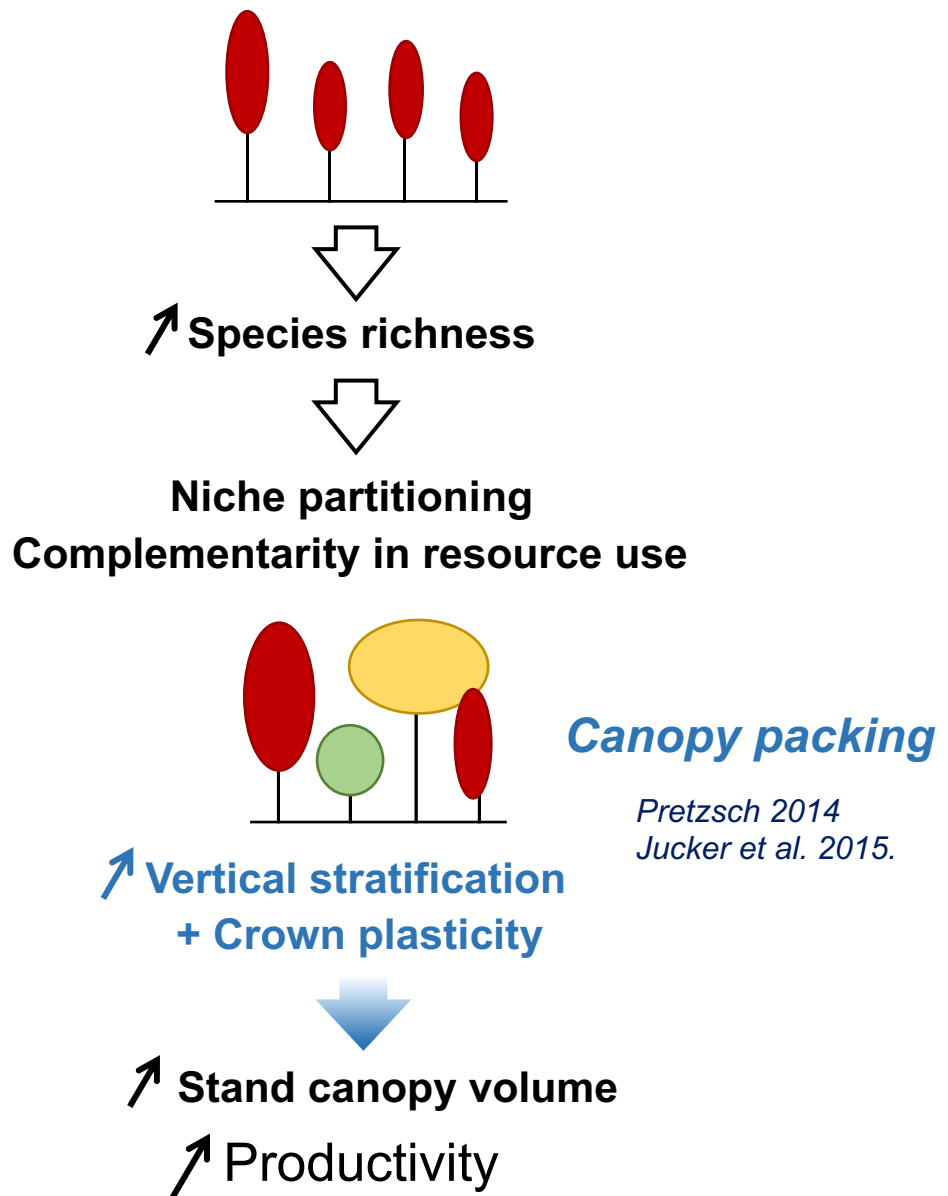 Species richness
Niche partitioning
Complementarity in resource use
Canopy packing
Pretzsch 2014
Jucker et al. 2015.
Vertical stratification
+ Crown plasticity
Stand canopy volume
Productivity